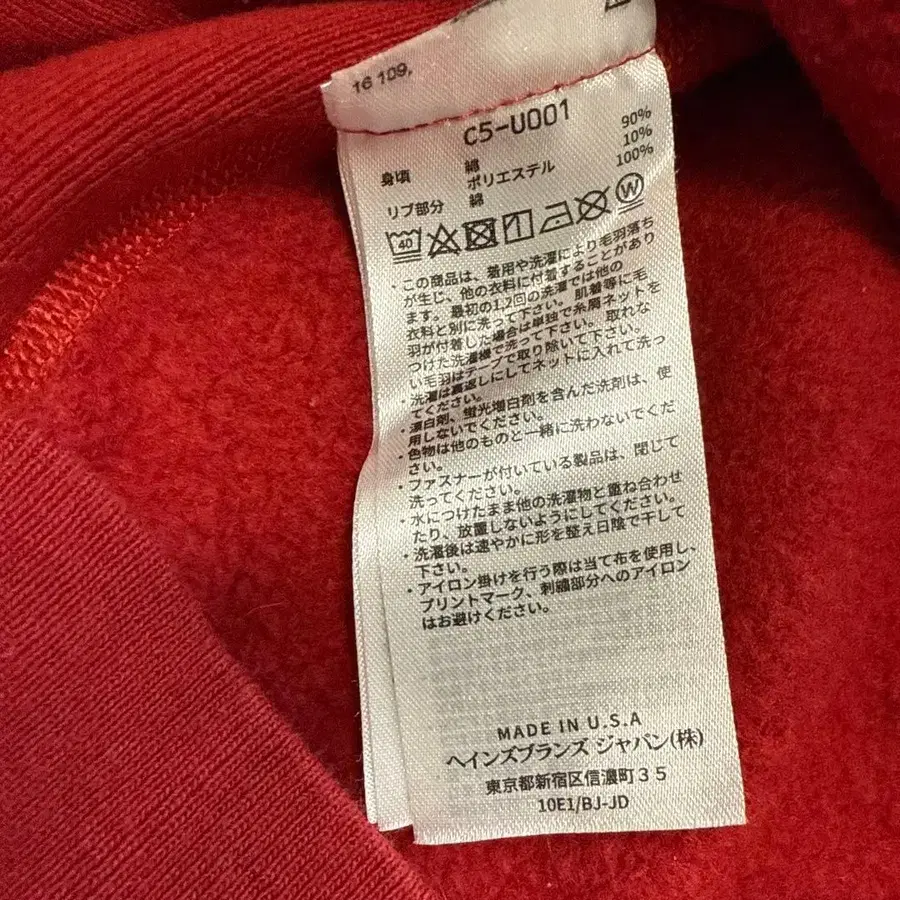 16 109,
C5-U001
身頃 綿 90%
ポリエステル 10%
リブ部分 綿 100%
40
W
・この商品は、着用や洗濯により毛羽落ち
が生じ、他の衣料に付着することがあり
ます。最初の1,2回の洗濯では他の
衣料と別に洗って下さい。肌着等に毛
羽が付着した場合は単独で糸屑ネットを
つけた洗濯機で洗って下さい。取れな
い毛羽はテープで取り除いて下さい。
・洗濯は裏返しにしてネットに入れて洗っ
てください。
・漂白剤、蛍光増白剤を含んだ洗剤は、使
用しないでください。
・色物は他のものと一緒に洗わないでくだ
さい。
・ファスナーが付いている製品は、閉じて
洗ってください。
・水につけたまま他の洗濯物と重ね合わせ
たり、放置しないようにしてください。
・洗濯後は速やかに形を整え日陰で干して
下さい。
・アイロン掛けを行う際は当て布を使用し、
プリントマーク、刺繍部分へのアイロン
はお避けください。
MADE IN U.S.A
ヘインズブランズ ジャパン(株)
東京都新宿区信濃町35
10E1/BJ-JD